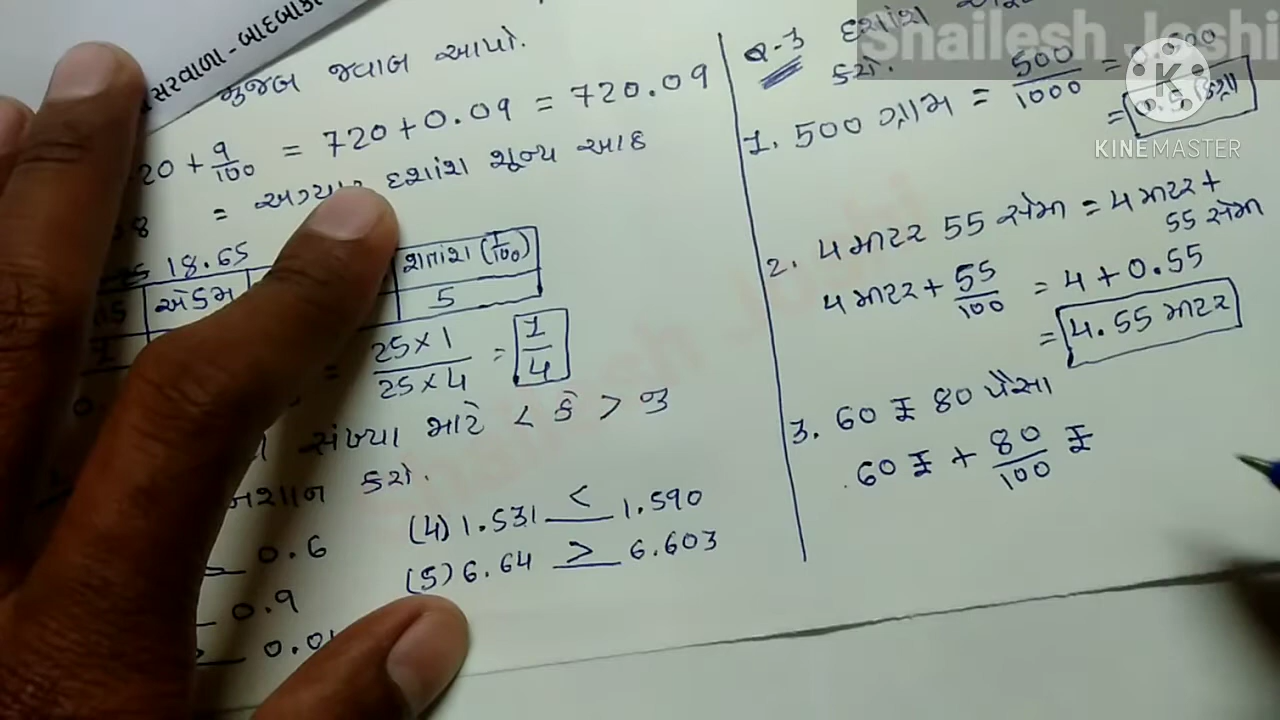 સરવાળા - બાદબાકી
મુજબ જવાબ આપો.
20 + 9/100 = 720 + 0.09 = 720.09
= દશાંશ શૂન્ય આઠ
18.65
એકમ | શતાંશ (1/100)
5
= 25 × 1 / 25 × 4 = 1/4
સંખ્યા માટે < કે > જ
નિશાન કરો.
0.6
0.9
(4) 1.531 < 1.590
(5) 6.64 > 6.603
Q-3 દશાંશ
કરો.
1. 500 ગ્રામ = 500/1000 =
= 0.5 કિગ્રા
2. 4 મીટર 55 સેમી = 4 મીટર +
55 સેમી
4 મીટર + 55/100 = 4 + 0.55
= 4.55 મીટર
3. 60 ₹ 80 પૈસા
60 ₹ + 80/100 ₹
Shailesh Joshi
K
KINEMASTER